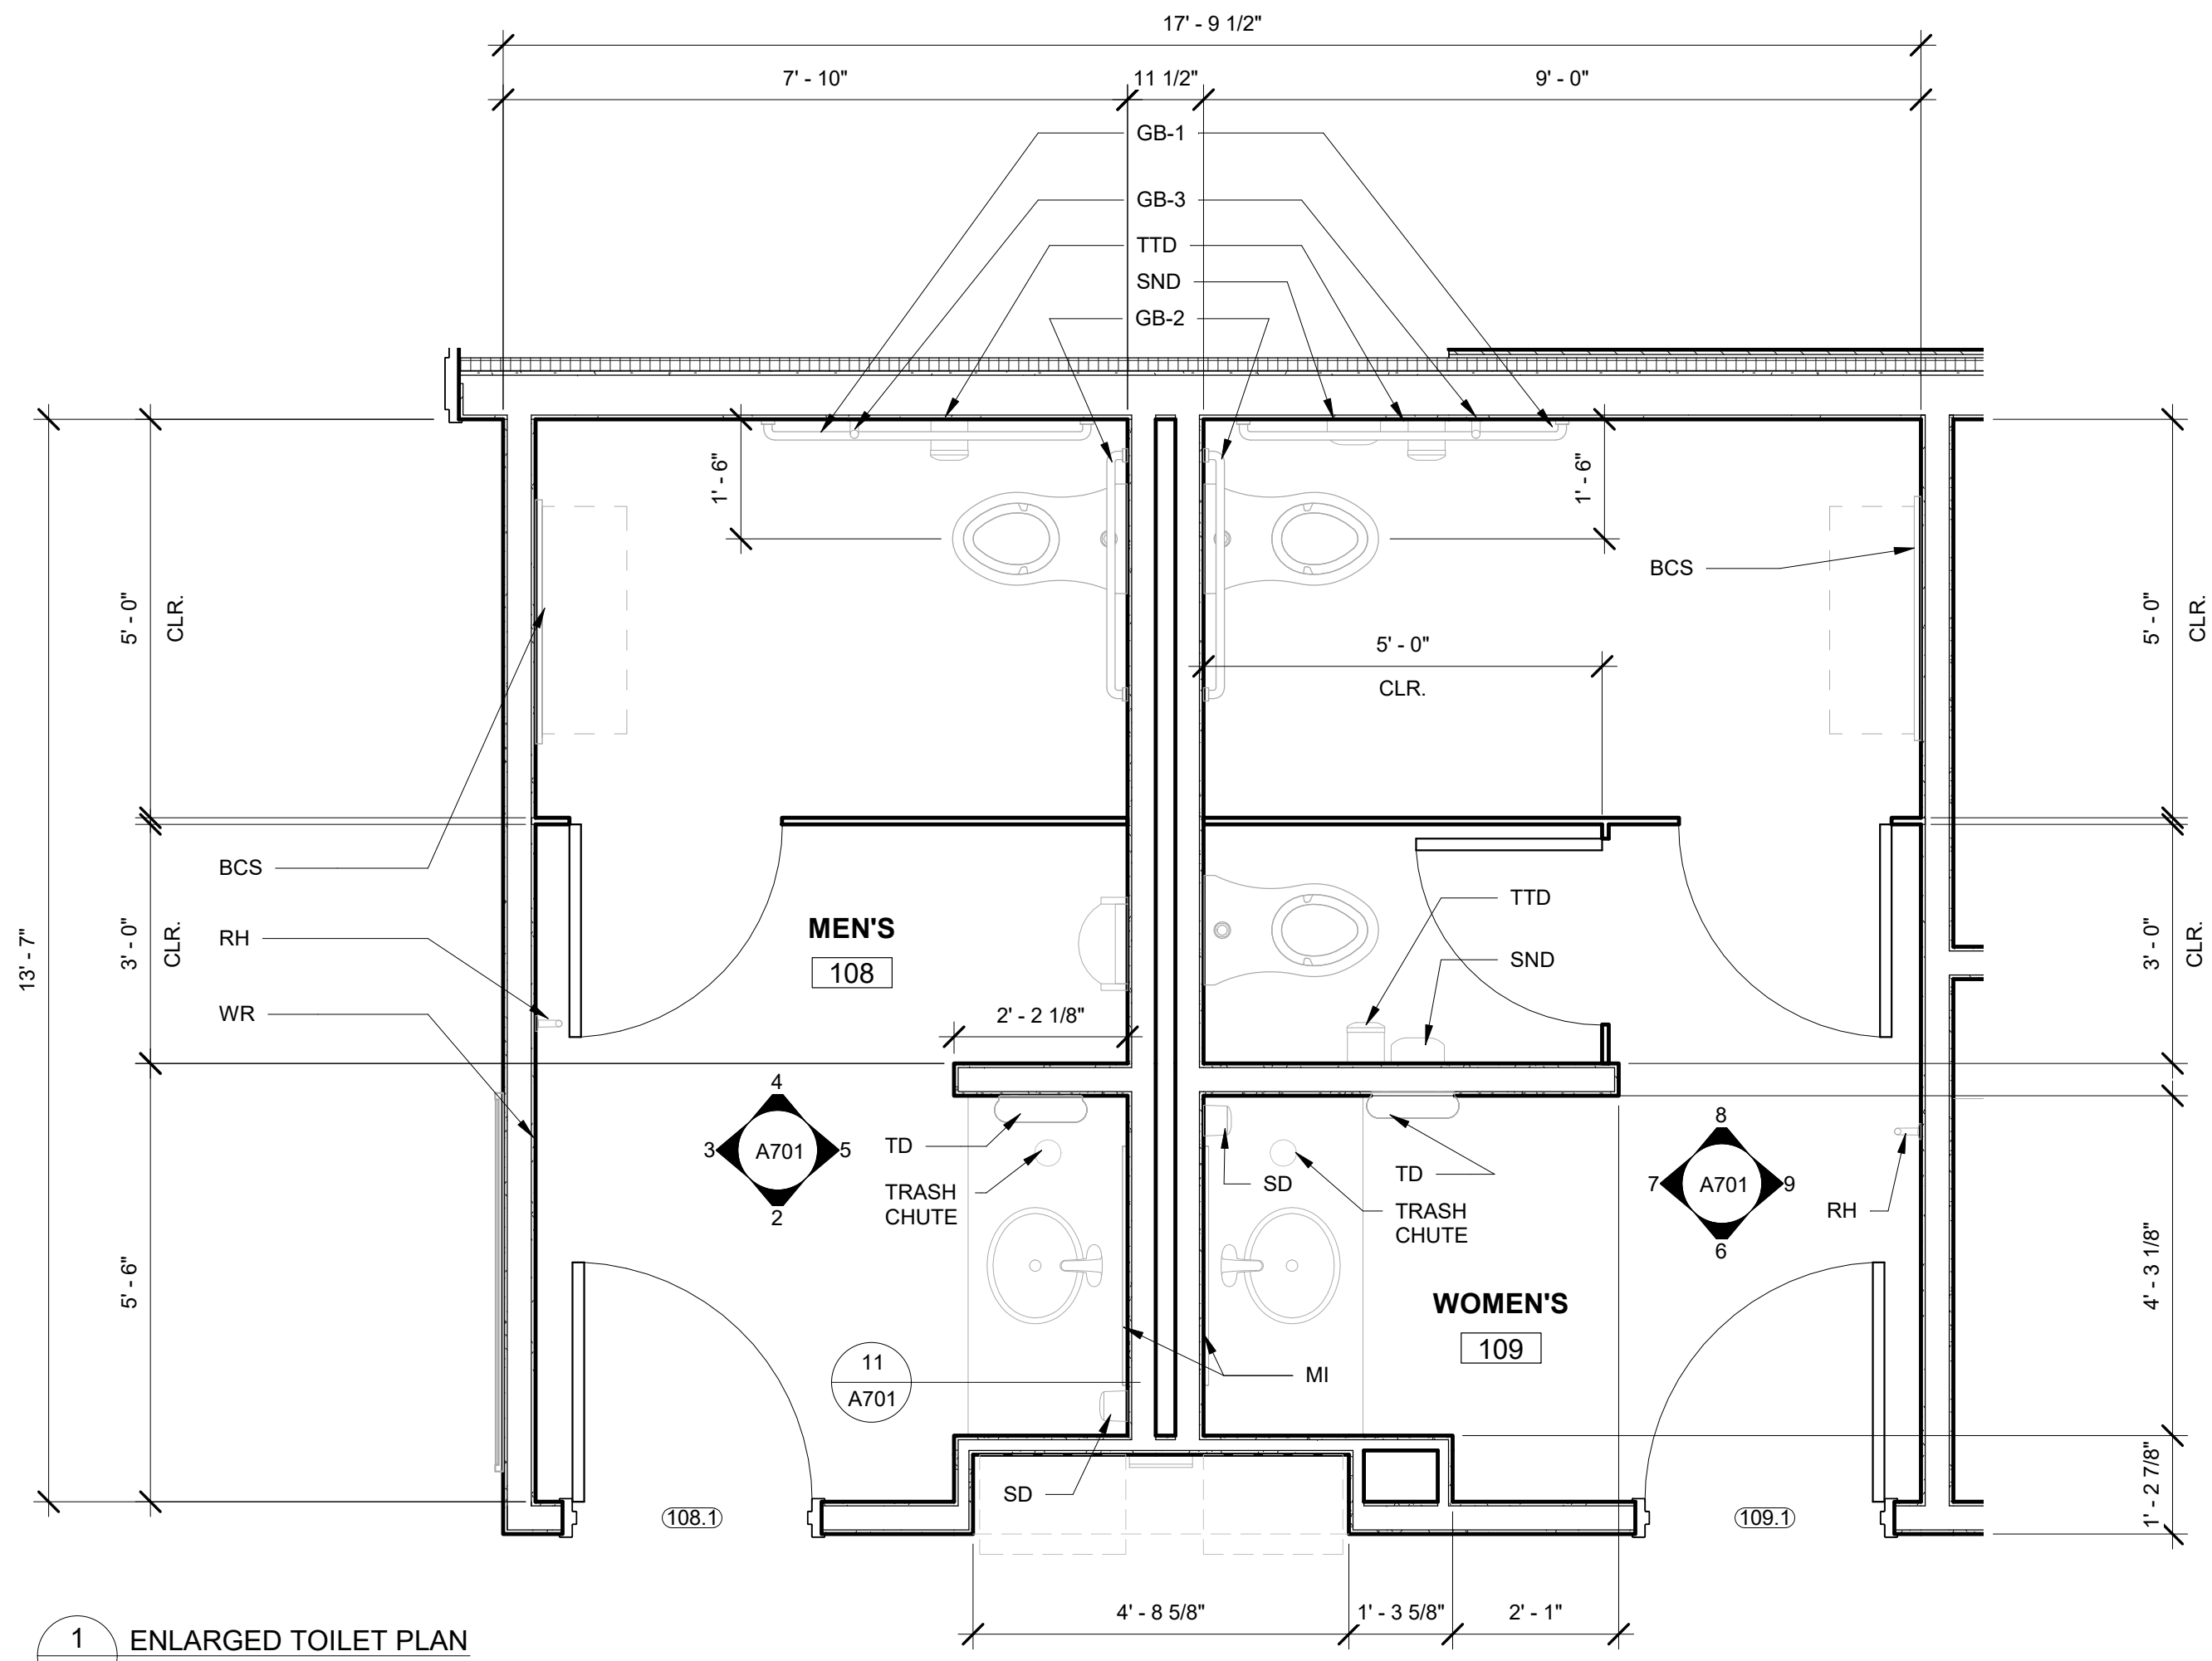 17' - 9 1/2"
7' - 10"
11 1/2"
9' - 0"
GB-1
GB-3
TTD
SND
GB-2
1' - 6"
1' - 6"
BCS
5' - 0"
CLR.
5' - 0"
CLR.
5' - 0"
CLR.
13' - 7"
BCS
RH
WR
3' - 0"
CLR.
MEN'S
108
2' - 2 1/8"
TTD
SND
3' - 0"
CLR.
4
3
A701
5
2
TD
TRASH
CHUTE
SD
TD
TRASH
CHUTE
8
7
A701
9
6
RH
5' - 6"
WOMEN'S
109
4' - 3 1/8"
11
A701
MI
SD
108.1
109.1
1' - 2 7/8"
4' - 8 5/8"
1' - 3 5/8"
2' - 1"
1
ENLARGED TOILET PLAN